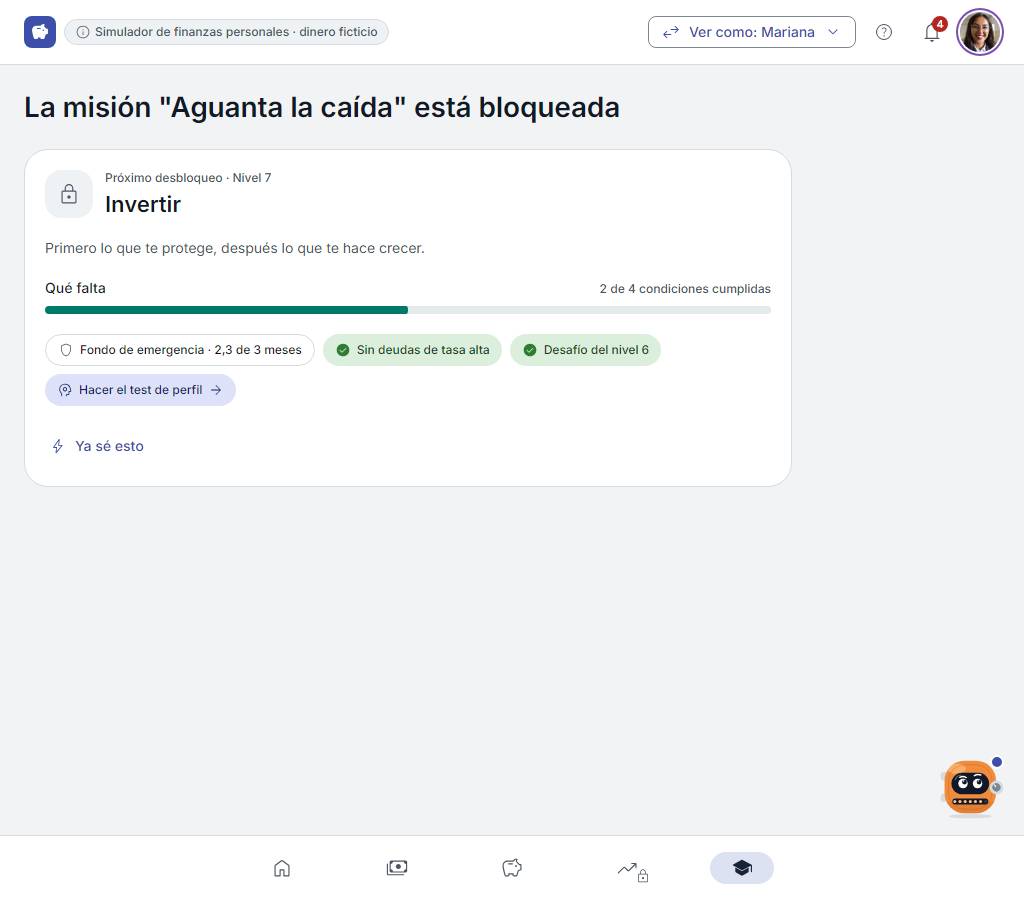 Simulador de finanzas personales · dinero ficticio
Ver como: Mariana
4
La misión "Aguanta la caída" está bloqueada
Próximo desbloqueo · Nivel 7
Invertir
Primero lo que te protege, después lo que te hace crecer.
Qué falta
2 de 4 condiciones cumplidas
Fondo de emergencia · 2,3 de 3 meses
Sin deudas de tasa alta
Desafío del nivel 6
Hacer el test de perfil
Ya sé esto